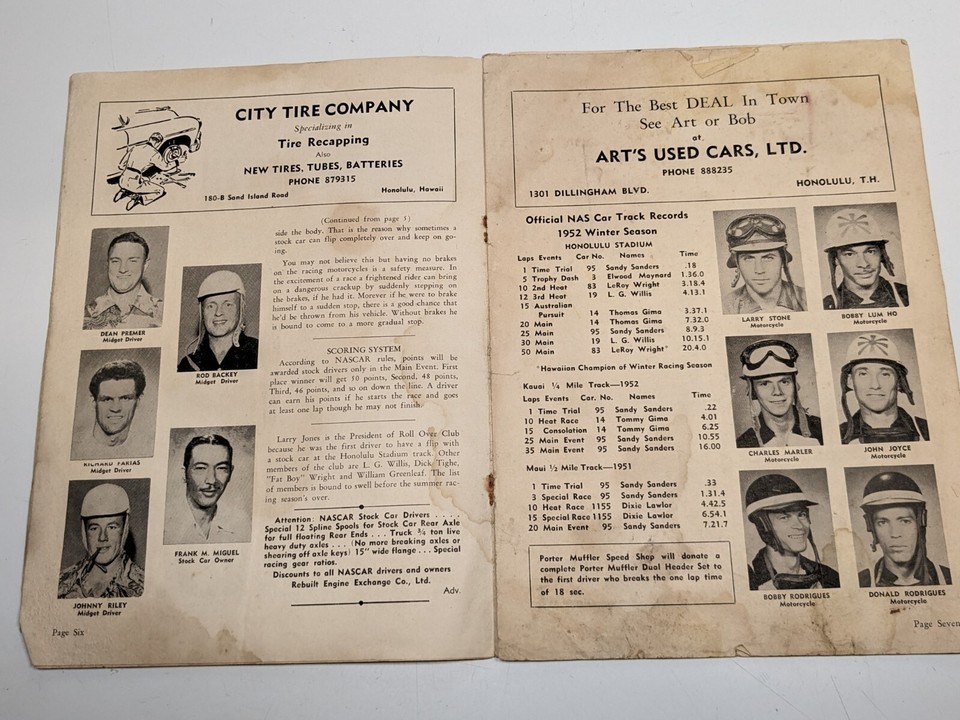 CITY TIRE COMPANY
Specializing in
Tire Recapping
Also
NEW TIRES, TUBES, BATTERIES
PHONE 879315
180-B Sand Island Road Honolulu, Hawaii
DEAN PREMER
Midget Driver
ROD BACKEY
Midget Driver
RICHARD FARIAS
Midget Driver
FRANK M. MIGUEL
Stock Car Owner
JOHNNY RILEY
Midget Driver
(Continued from page 5)
side the body. That is the reason why sometimes a
stock car can flip completely over and keep on go-
ing.
You may not believe this but having no brakes
on the racing motorcycles is a safety measure. In
the excitement of a race a frightened rider can bring
on a dangerous crackup by suddenly stepping on
the brakes, if he had it. Morever if he were to brake
himself to a sudden stop, there is a good chance that
he'd be thrown from his vehicle. Without brakes he
is bound to come to a more gradual stop.
SCORING SYSTEM
According to NASCAR rules, points will be
awarded stock drivers only in the Main Event. First
place winner will get 50 points, Second, 48 points,
Third, 46 points, and so on down the line. A driver
can earn his points if he starts the race and goes
at least one lap though he may not finish.
Larry Jones is the President of Roll Over Club
because he was the first driver to have a flip with
a stock car at the Honolulu Stadium track. Other
members of the club are L. G. Willis, Dick Tighe,
"Fat Boy" Wright and William Greenleaf. The list
of members is bound to swell before the summer rac-
ing season's over.
Attention: NASCAR Stock Car Drivers . . . .
Special 12 Spline Spools for Stock Car Rear Axle
for full floating Rear Ends . . . Truck ¾ ton live
heavy duty axles . . . (No more breaking axles or
shearing off axle keys) 15" wide flange . . . Special
racing gear ratios.
Discounts to all NASCAR drivers and owners
Rebuilt Engine Exchange Co., Ltd.
Adv.
Page Six
For The Best DEAL In Town
See Art or Bob
at
ART'S USED CARS, LTD.
PHONE 888235
1301 DILLINGHAM BLVD. HONOLULU, T.H.
Official NAS Car Track Records
1952 Winter Season
HONOLULU STADIUM
Laps Events Car No. Names Time
1 Time Trial 95 Sandy Sanders .18
5 Trophy Dash 3 Elwood Maynard 1.36.0
10 2nd Heat 83 LeRoy Wright 3.18.4
12 3rd Heat 19 L. G. Willis 4.13.1
15 Australian
Pursuit 14 Thomas Gima 3.37.1
20 Main 14 Thomas Gima 7.32.0
25 Main 95 Sandy Sanders 8.9.3
30 Main 19 L. G. Willis 10.15.1
50 Main 83 LeRoy Wright* 20.4.0
*Hawaiian Champion of Winter Racing Season
Kauai ¼ Mile Track—1952
Laps Events Car. No. Names Time
1 Time Trial 95 Sandy Sanders .22
10 Heat Race 14 Tommy Gima 4.01
15 Consolation 14 Tommy Gima 6.25
25 Main Event 95 Sandy Sanders 10.55
35 Main Event 95 Sandy Sanders 16.00
Maui ½ Mile Track—1951
1 Time Trial 95 Sandy Sanders .33
3 Special Race 95 Sandy Sanders 1.31.4
10 Heat Race 1155 Dixie Lawlor 4.42.5
15 Special Race 1155 Dixie Lawlor 6.54.1
20 Main Event 95 Sandy Sanders 7.21.7
Porter Muffler Speed Shop will donate a
complete Porter Muffler Dual Header Set to
the first driver who breaks the one lap time
of 18 sec.
LARRY STONE
Motorcycle
BOBBY LUM HO
Motorcycle
CHARLES MARLER
Motorcycle
JOHN JOYCE
Motorcycle
BOBBY RODRIGUES
Motorcycle
DONALD RODRIGUES
Motorcycle
Page Seven